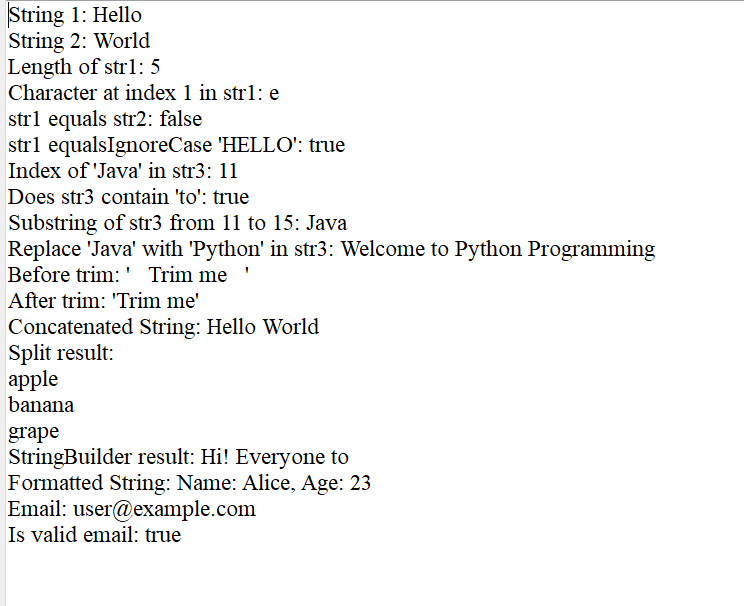 String 1: Hello
String 2: World
Length of str1: 5
Character at index 1 in str1: e
str1 equals str2: false
str1 equalsIgnoreCase 'HELLO': true
Index of 'Java' in str3: 11
Does str3 contain 'to': true
Substring of str3 from 11 to 15: Java
Replace 'Java' with 'Python' in str3: Welcome to Python Programming
Before trim: '   Trim me   '
After trim: 'Trim me'
Concatenated String: Hello World
Split result:
apple
banana
grape
StringBuilder result: Hi! Everyone to
Formatted String: Name: Alice, Age: 23
Email: user@example.com
Is valid email: true